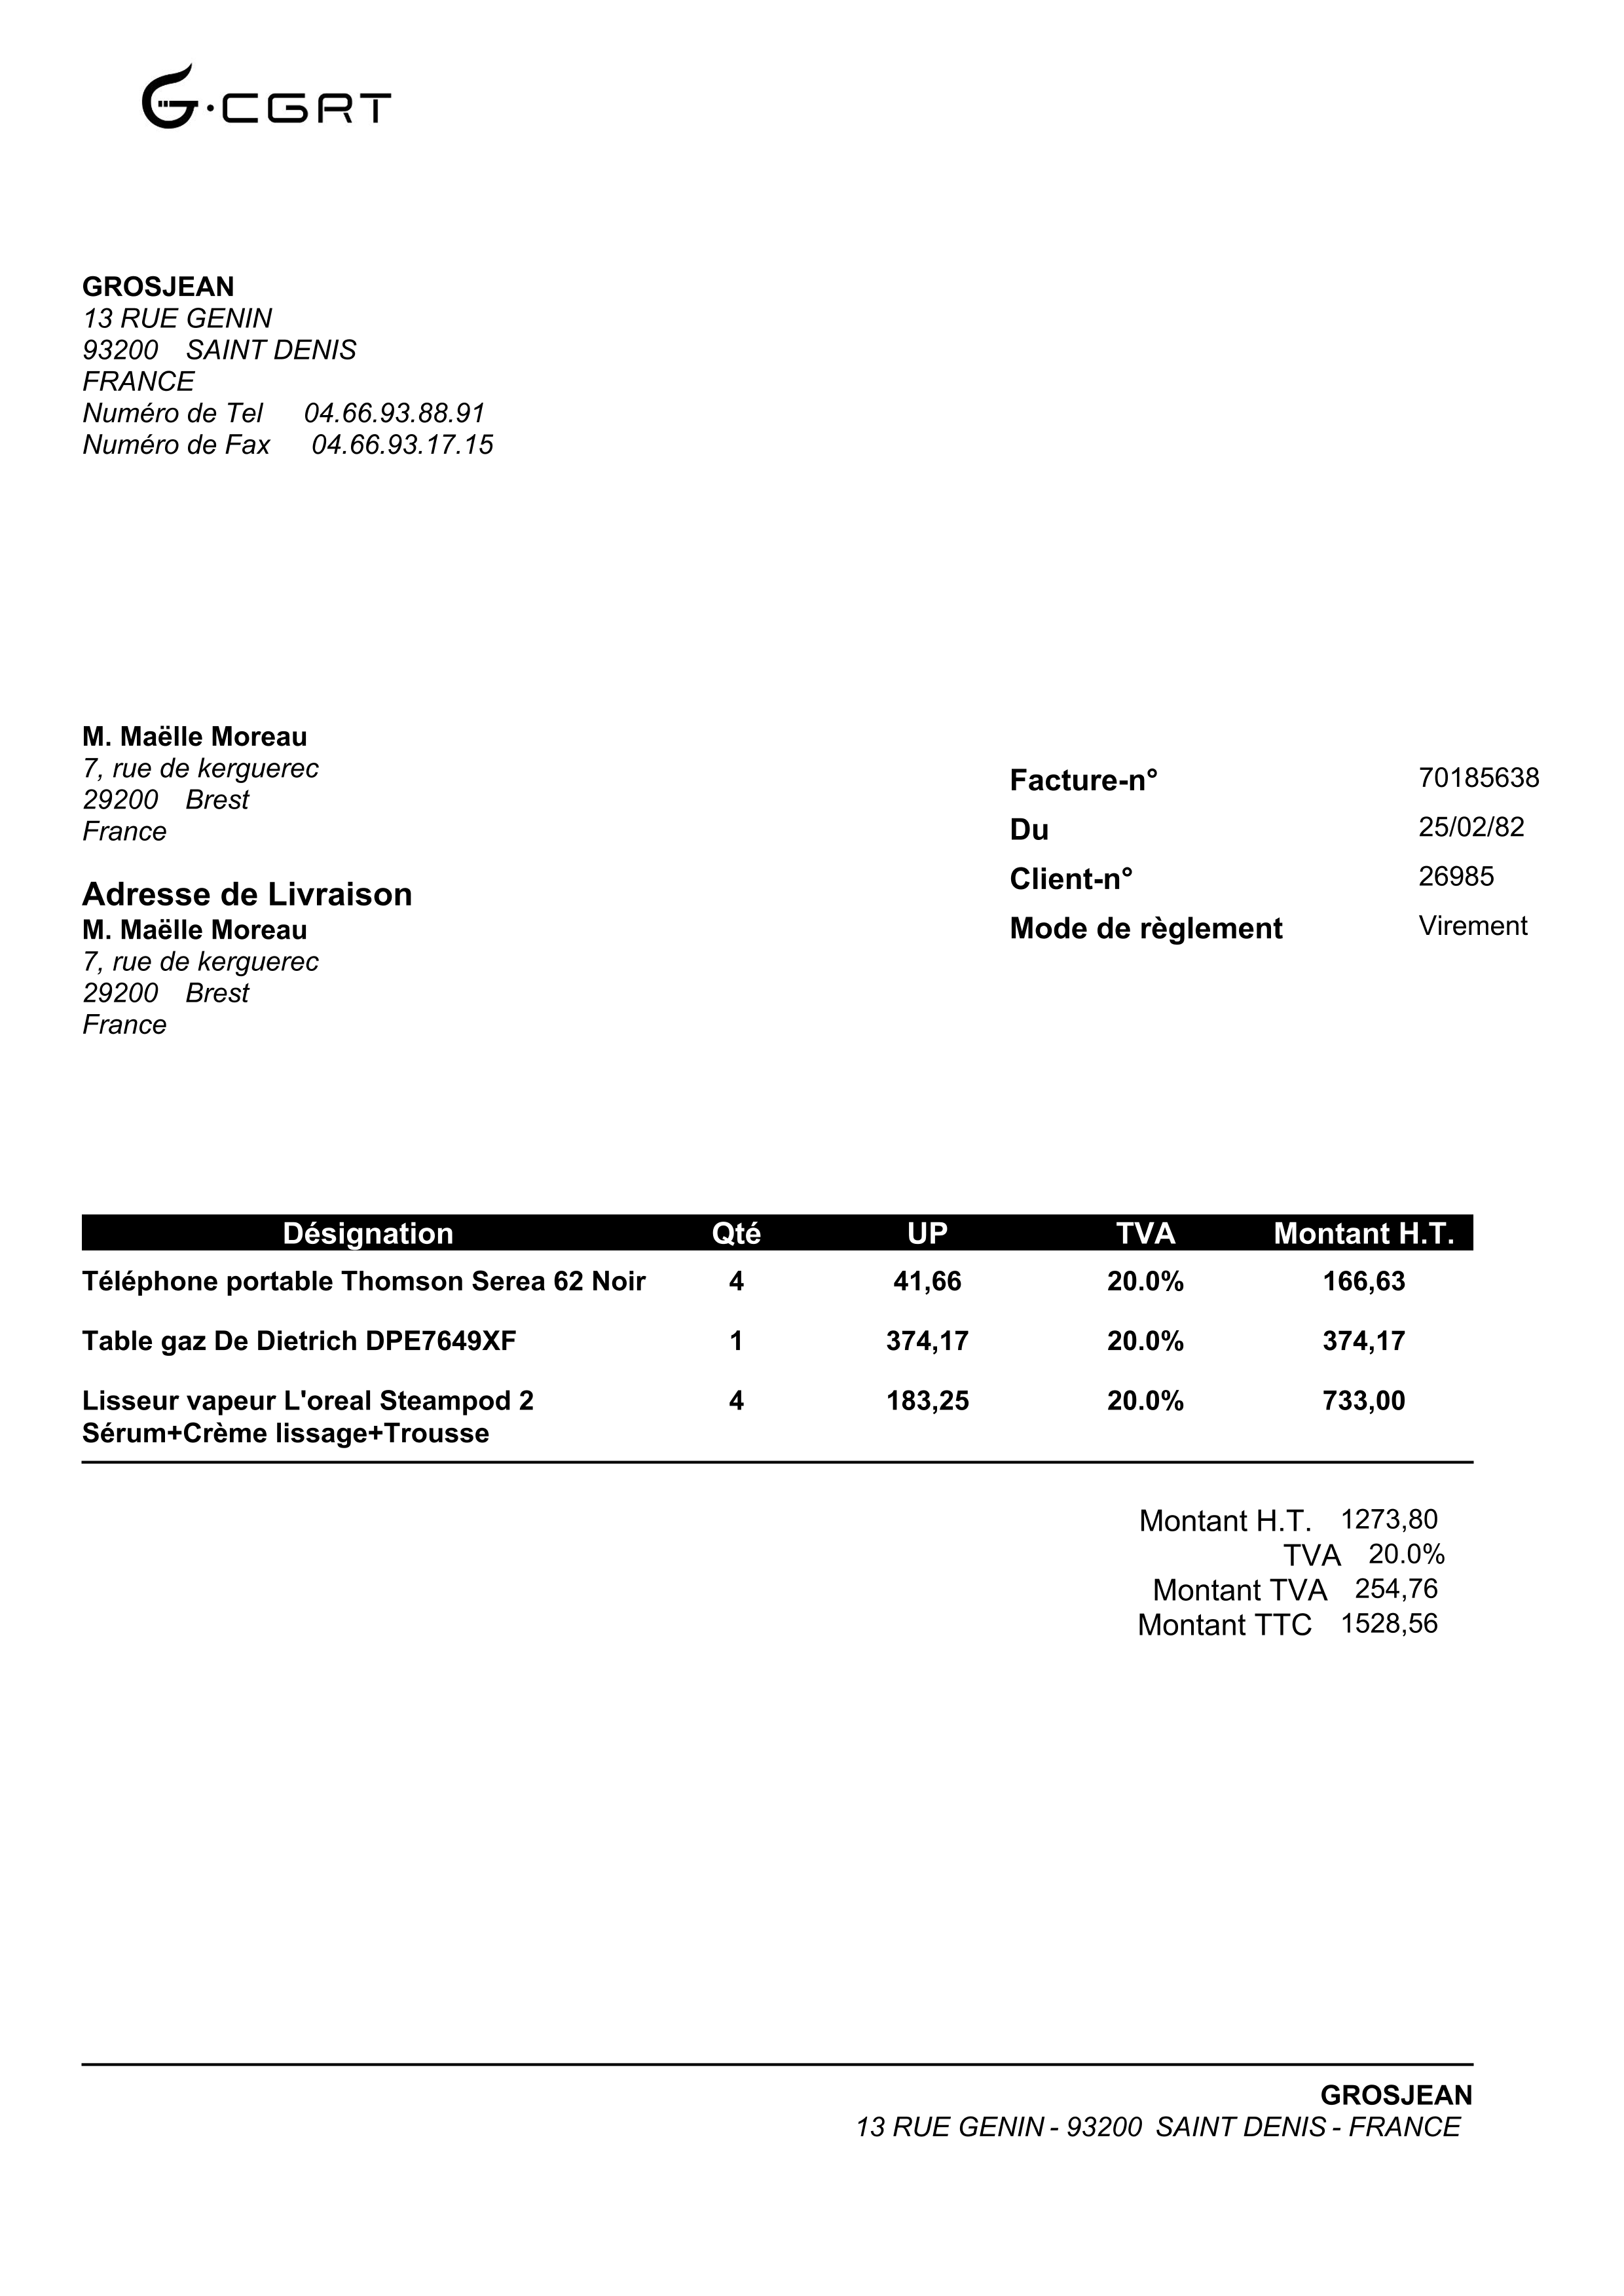 G·CGRT
GROSJEAN
13 RUE GENIN
93200 SAINT DENIS
FRANCE
Numéro de Tel 04.66.93.88.91
Numéro de Fax 04.66.93.17.15
M. Maëlle Moreau
7, rue de kerguerec
29200 Brest
France
Adresse de Livraison
M. Maëlle Moreau
7, rue de kerguerec
29200 Brest
France
Facture-n° 70185638
Du 25/02/82
Client-n° 26985
Mode de règlement Virement
Désignation Qté UP TVA Montant H.T.
Téléphone portable Thomson Serea 62 Noir 4 41,66 20.0% 166,63
Table gaz De Dietrich DPE7649XF 1 374,17 20.0% 374,17
Lisseur vapeur L'oreal Steampod 2 4 183,25 20.0% 733,00
Sérum+Crème lissage+Trousse
Montant H.T. 1273,80
TVA 20.0%
Montant TVA 254,76
Montant TTC 1528,56
GROSJEAN
13 RUE GENIN - 93200 SAINT DENIS - FRANCE